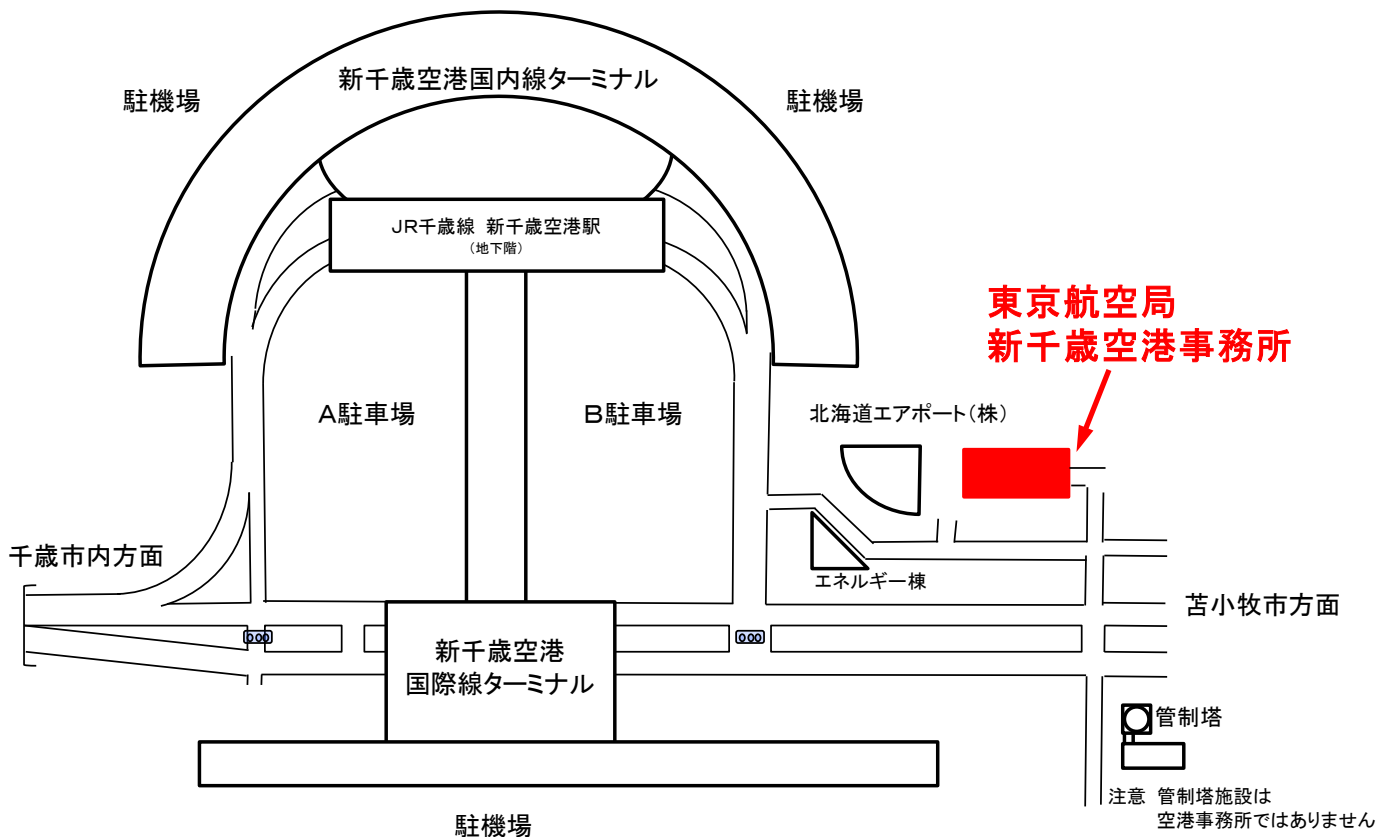 新千歳空港国内線ターミナル
駐機場
駐機場
JR千歳線 新千歳空港駅
(地下階)
東京航空局
新千歳空港事務所
A駐車場
B駐車場
北海道エアポート(株)
千歳市内方面
エネルギー棟
苫小牧市方面
新千歳空港
国際線ターミナル
管制塔
注意 管制塔施設は
空港事務所ではありません
駐機場